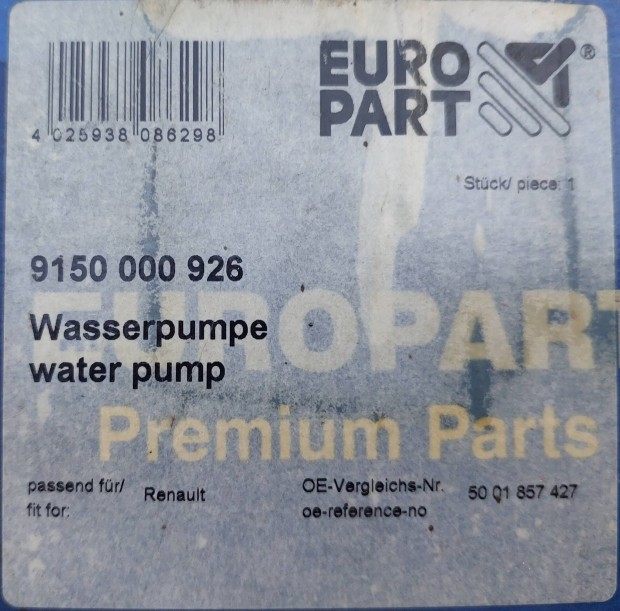 EURO
PART ®
4 025938 086298
Stück/ piece: 1
9150 000 926
Wasserpumpe
water pump
EUROPART
Premium Parts
passend für/ Renault OE-Vergleichs-Nr. 50 01 857 427
fit for: oe-reference-no